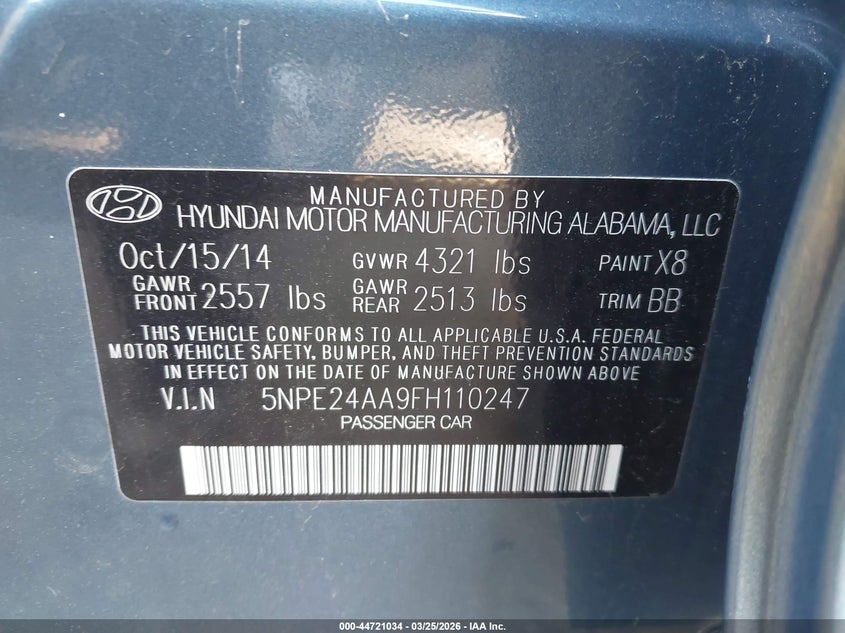 MANUFACTURED BY
HYUNDAI MOTOR MANUFACTURING ALABAMA, LLC
Oct/15/14 GVWR 4321 lbs PAINT X8
GAWR FRONT 2557 lbs GAWR REAR 2513 lbs TRIM BB
THIS VEHICLE CONFORMS TO ALL APPLICABLE U.S.A. FEDERAL
MOTOR VEHICLE SAFETY, BUMPER, AND THEFT PREVENTION STANDARDS
IN EFFECT ON THE DATE OF MANUFACTURE SHOWN ABOVE
V.I.N 5NPE24AA9FH110247
PASSENGER CAR
000-44721034 - 03/25/2026 - IAA Inc.